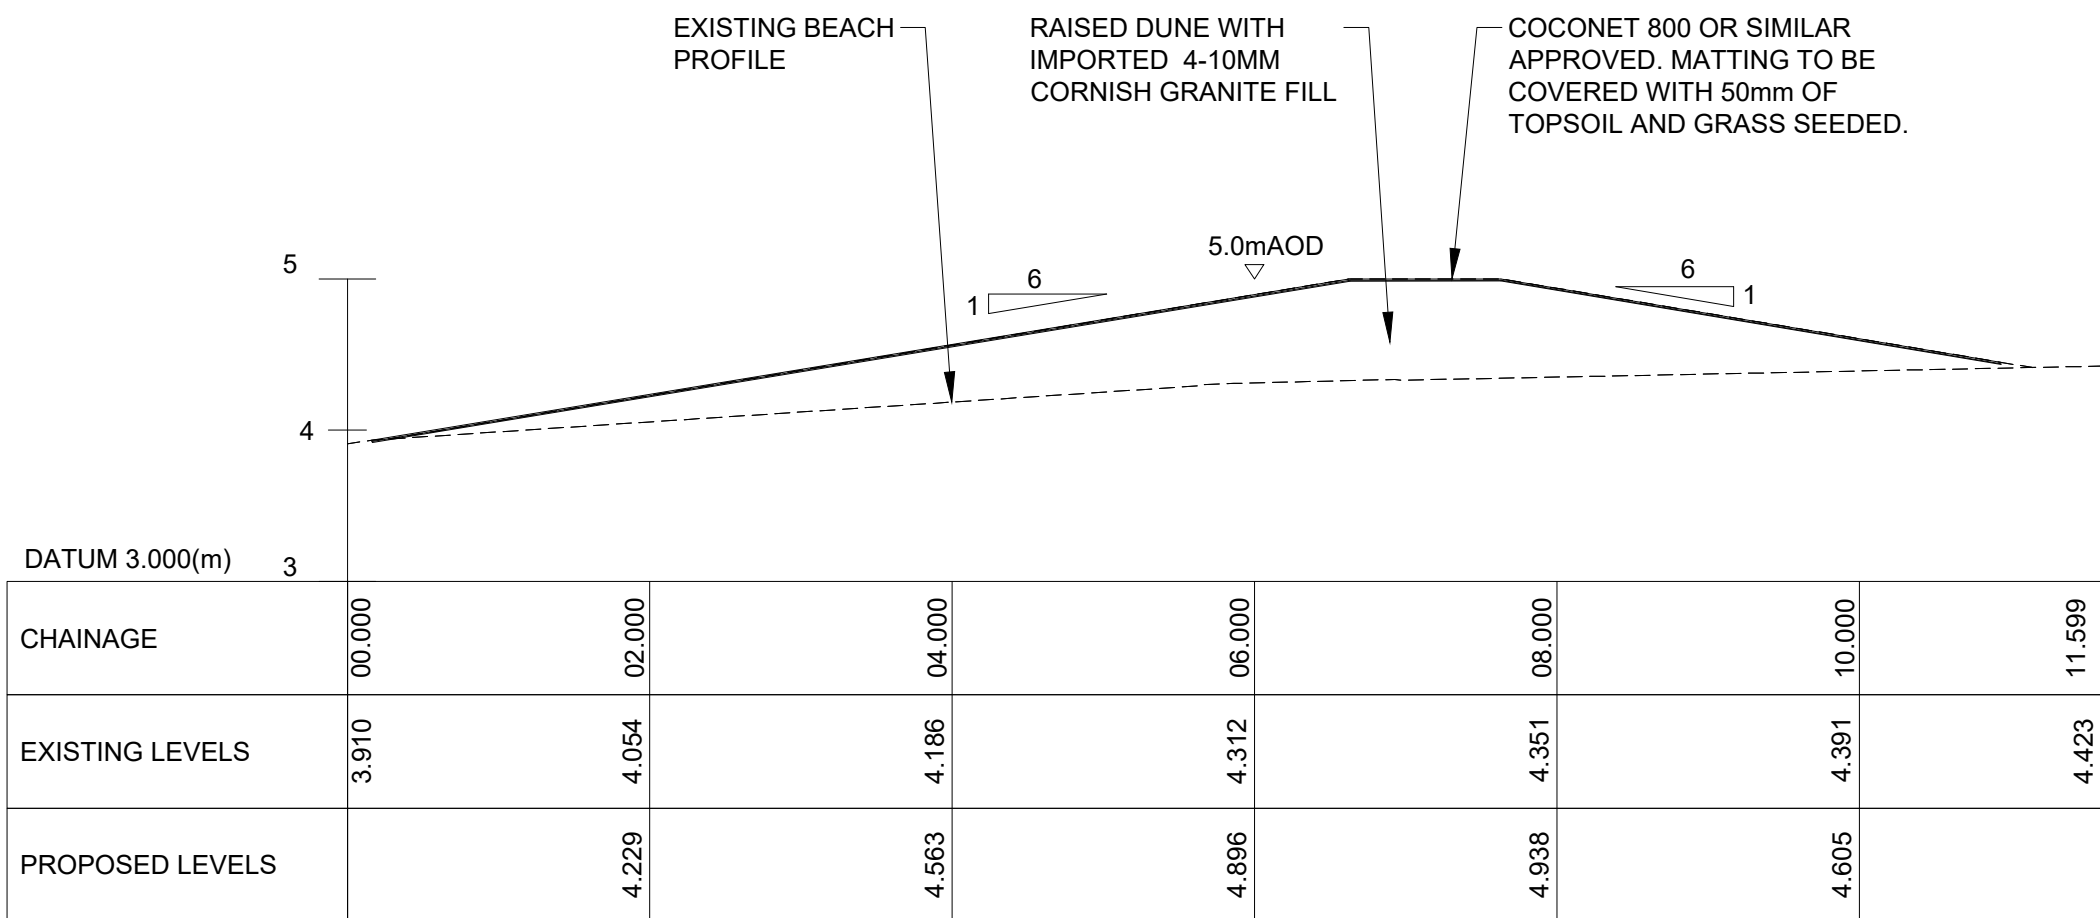 EXISTING BEACH
PROFILE
RAISED DUNE WITH
IMPORTED 4-10MM
CORNISH GRANITE FILL
COCONET 800 OR SIMILAR
APPROVED. MATTING TO BE
COVERED WITH 50mm OF
TOPSOIL AND GRASS SEEDED.
5.0mAOD
5
6
1
6
1
4
DATUM 3.000(m)
3
CHAINAGE 00.000 02.000 04.000 06.000 08.000 10.000 11.599
EXISTING LEVELS 3.910 4.054 4.186 4.312 4.351 4.391 4.423
PROPOSED LEVELS 4.229 4.563 4.896 4.938 4.605